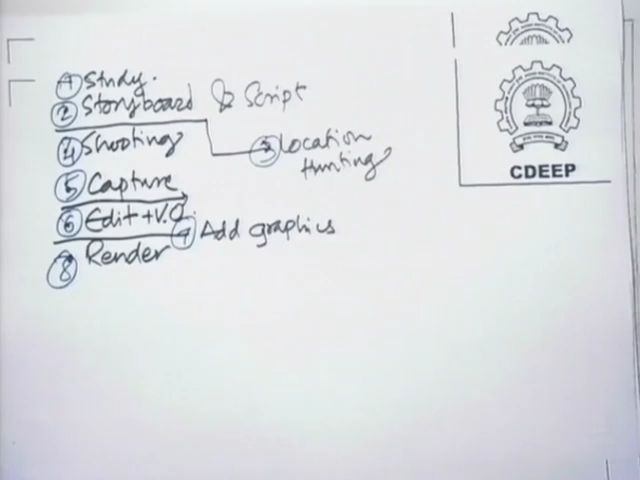 1 Study.
2 Storyboard & Script
4 Shooting
3 Location
Hunting
5 Capture
6 Edit + V.O.
7 Add graphics
8 Render
CDEEP